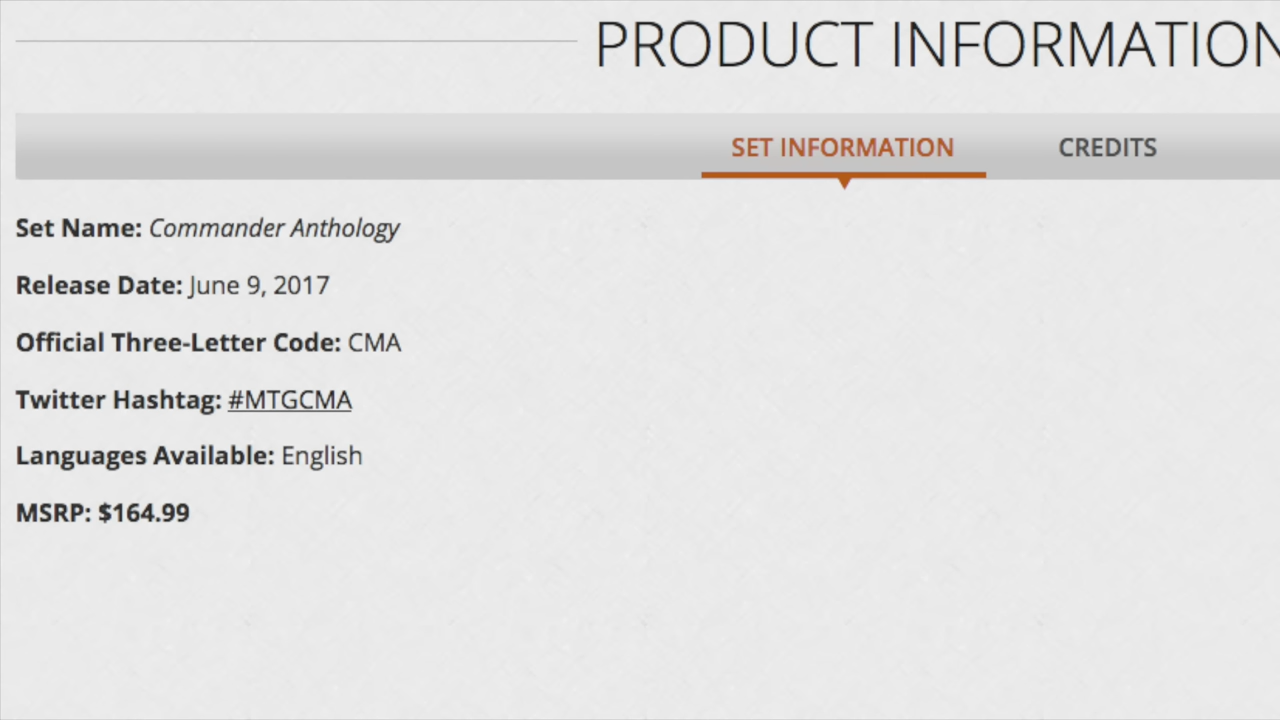 PRODUCT INFORMATION
SET INFORMATION CREDITS
Set Name: Commander Anthology
Release Date: June 9, 2017
Official Three-Letter Code: CMA
Twitter Hashtag: #MTGCMA
Languages Available: English
MSRP: $164.99